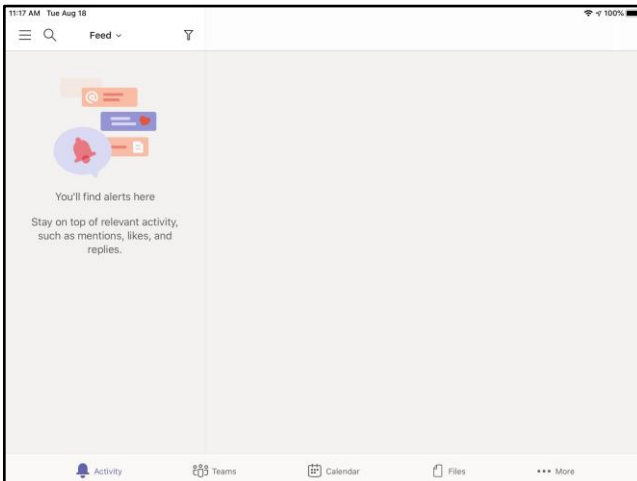 11:17 AM Tue Aug 18 100%
Feed
@
You'll find alerts here
Stay on top of relevant activity,
such as mentions, likes, and
replies.
Activity Teams Calendar Files More